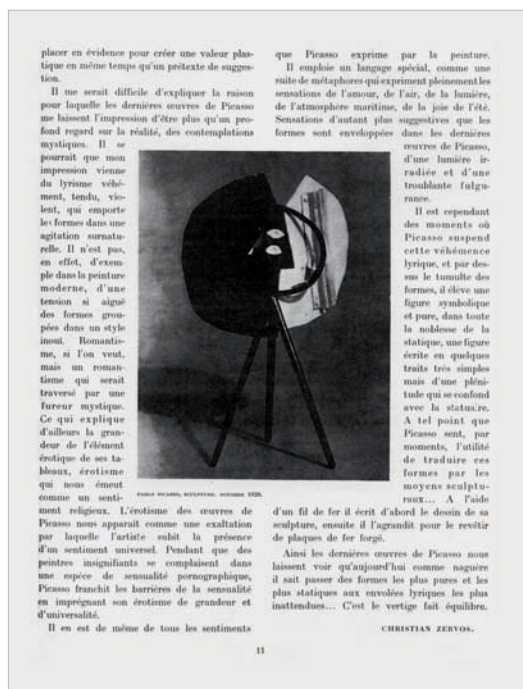 placer en évidence pour créer une valeur plas-
tique en même temps qu'un prétexte de sugges-
tion.
Il me serait difficile d'expliquer la raison
pour laquelle les dernières œuvres de Picasso
me laissent l'impression d'être plus qu'un pro-
fond regard sur la réalité, des contemplations
mystiques. Il se
pourrait que mon
impression vienne
du lyrisme véhé-
ment, tendu, vio-
lent, qui emporte
les formes dans une
agitation surnatu-
relle. Il n'est pas,
en effet, d'exem-
ple dans la peinture
moderne, d'une
tension si aiguë
des formes grou-
pées dans un style
inouï. Romantis-
me, si l'on veut,
mais un roman-
tisme qui serait
traversé par une
fureur mystique.
Ce qui explique
d'ailleurs la gran-
deur de l'élément
érotique de ses ta-
bleaux, érotisme
qui nous émeut
comme un senti-
ment religieux. L'érotisme des œuvres de
Picasso nous apparaît comme une exaltation
par laquelle l'artiste subit la présence
d'un sentiment universel. Pendant que des
peintres insignifiants se complaisent dans
une espèce de sensualité pornographique,
Picasso franchit les barrières de la sensualité
en imprégnant son érotisme de grandeur et
d'universalité.
Il en est de même de tous les sentiments
que Picasso exprime par la peinture.
Il emploie un langage spécial, comme une
suite de métaphores qui expriment pleinement les
sensations de l'amour, de l'air, de la lumière,
de l'atmosphère maritime, de la joie de l'été.
Sensations d'autant plus suggestives que les
formes sont enveloppées dans les dernières
œuvres de Picasso,
d'une lumière ir-
radiée et d'une
troublante fulgu-
rance.
Il est cependant
des moments où
Picasso suspend
cette véhémence
lyrique, et par des-
sus le tumulte des
formes, il élève une
figure symbolique
et pure, dans toute
la noblesse de la
statique, une figure
écrite en quelques
traits très simples
mais d'une pléni-
tude qui se confond
avec la statuaire.
A tel point que
Picasso sent, par
moments, l'utilité
de traduire ces
formes par les
moyens sculptu-
raux... A l'aide
d'un fil de fer il écrit d'abord le dessin de sa
sculpture, ensuite il l'agrandit pour le revêtir
de plaques de fer forgé.
Ainsi les dernières œuvres de Picasso nous
laissent voir qu'aujourd'hui comme naguère
il sait passer des formes les plus pures et les
plus statiques aux envolées lyriques les plus
inattendues... C'est le vertige fait équilibre.
CHRISTIAN ZERVOS.
PABLO PICASSO, SCULPTURE, OCTOBRE 1928.
11